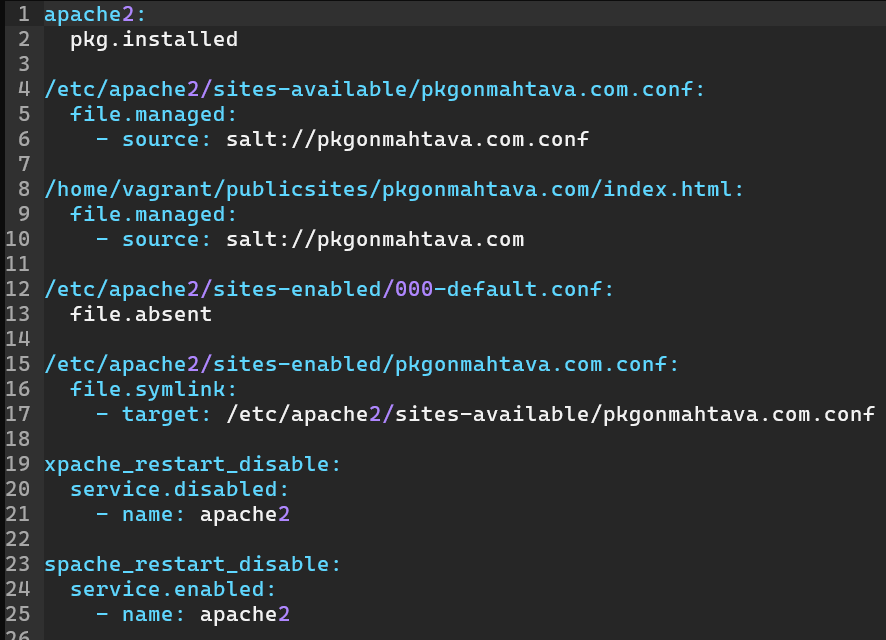 1 apache2:
2   pkg.installed
3
4 /etc/apache2/sites-available/pkgonmahtava.com.conf:
5   file.managed:
6     - source: salt://pkgonmahtava.com.conf
7
8 /home/vagrant/publicsites/pkgonmahtava.com/index.html:
9   file.managed:
10     - source: salt://pkgonmahtava.com
11
12 /etc/apache2/sites-enabled/000-default.conf:
13   file.absent
14
15 /etc/apache2/sites-enabled/pkgonmahtava.com.conf:
16   file.symlink:
17     - target: /etc/apache2/sites-available/pkgonmahtava.com.conf
18
19 xpache_restart_disable:
20   service.disabled:
21     - name: apache2
22
23 spache_restart_disable:
24   service.enabled:
25     - name: apache2
26